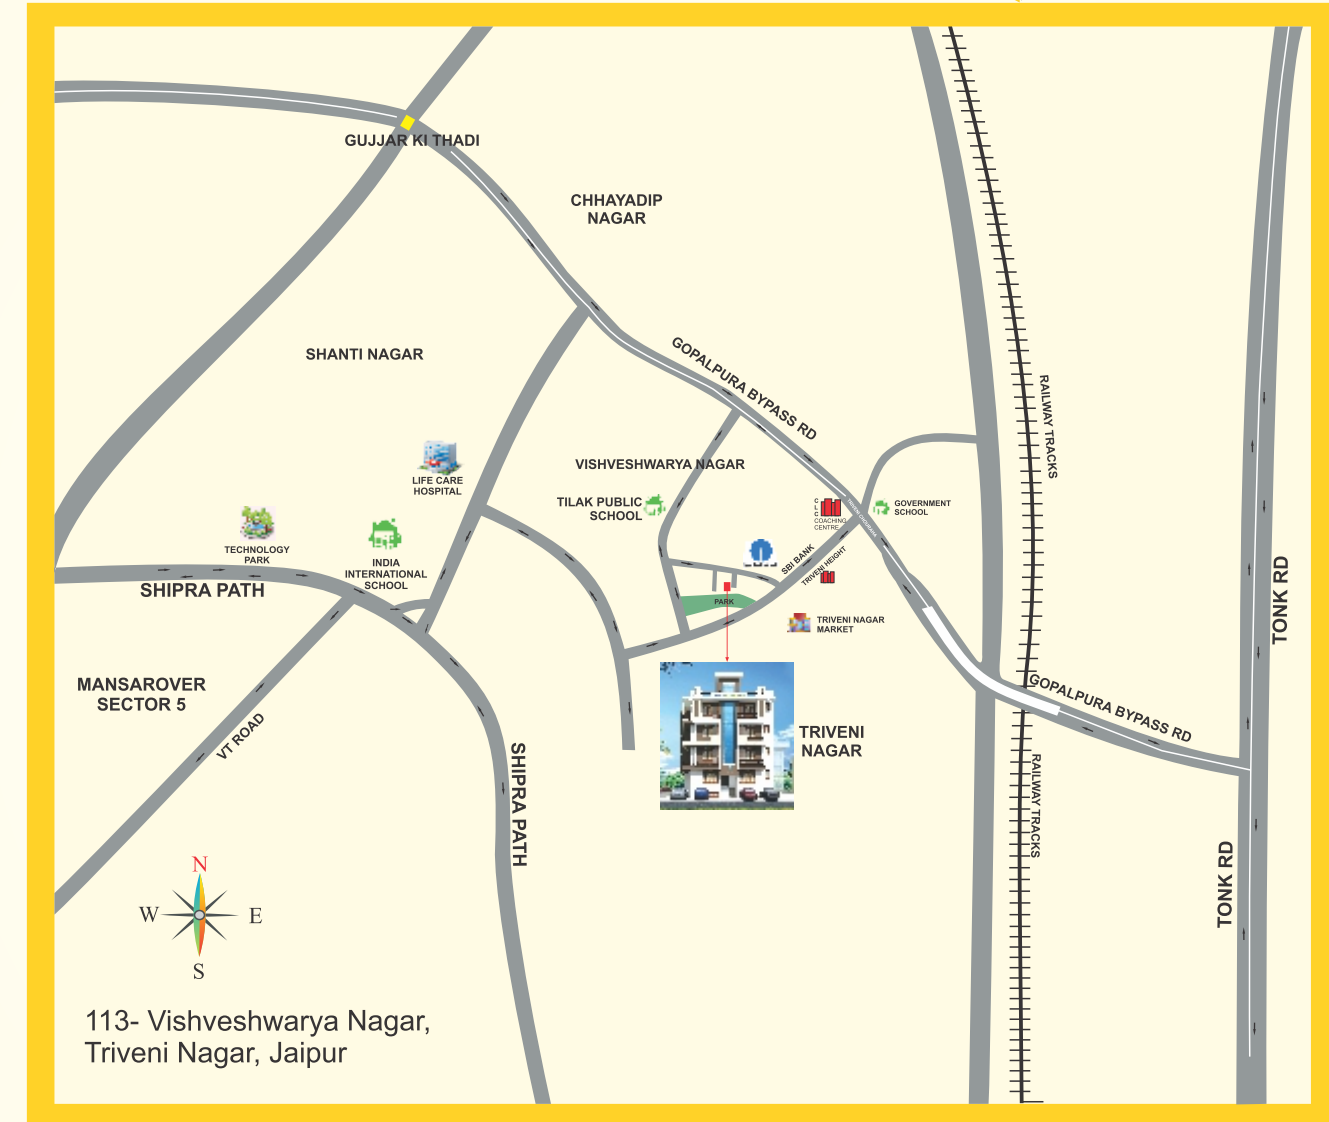 GUJJAR KI THADI
CHHAYADIP
NAGAR
SHANTI NAGAR
GOPALPURA BYPASS RD
RAILWAY TRACKS
VISHVESHWARYA NAGAR
LIFE CARE
HOSPITAL
TILAK PUBLIC
SCHOOL
CLC
COACHING
CENTRE
TRIVENI CHOURAHA
GOVERNMENT
SCHOOL
TECHNOLOGY
PARK
INDIA
INTERNATIONAL
SCHOOL
SBI BANK
TRIVENI HEIGHT
SHIPRA PATH
PARK
TRIVENI NAGAR
MARKET
TONK RD
MANSAROVER
SECTOR 5
VT ROAD
GOPALPURA BYPASS RD
TRIVENI
NAGAR
SHIPRA PATH
RAILWAY TRACKS
TONK RD
N
W
E
S
113- Vishveshwarya Nagar,
Triveni Nagar, Jaipur